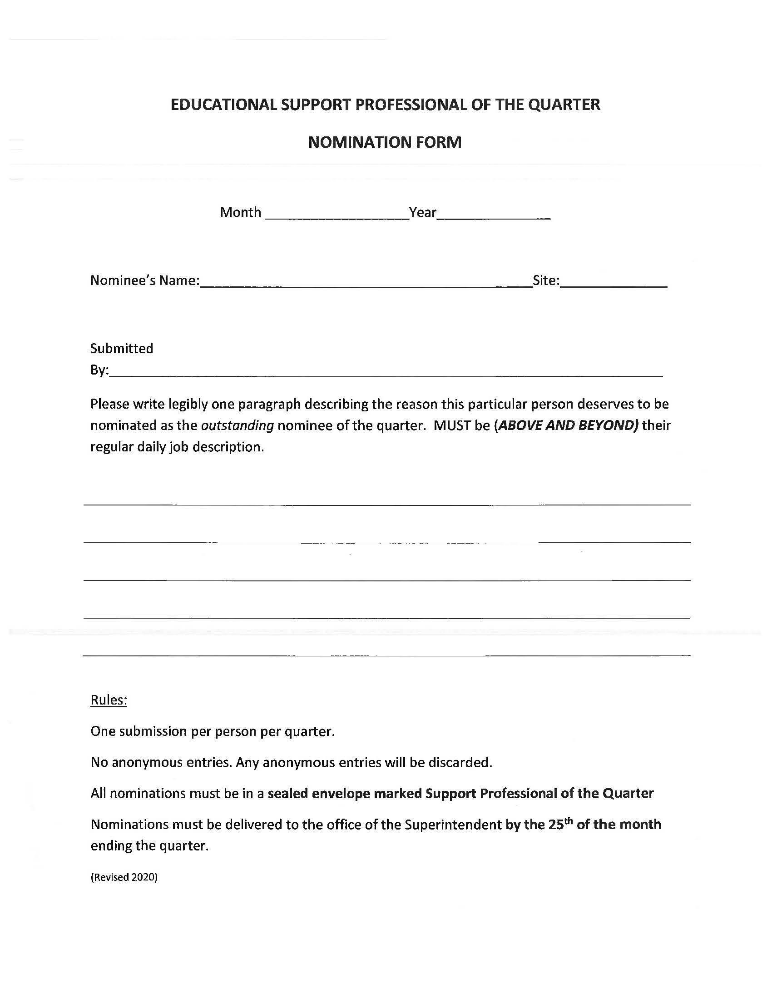 EDUCATIONAL SUPPORT PROFESSIONAL OF THE QUARTER
NOMINATION FORM
Month ____________________Year________________
Nominee's Name:______________________________________________Site:_______________
Submitted
By:_____________________________________________________________________________
Please write legibly one paragraph describing the reason this particular person deserves to be
nominated as the outstanding nominee of the quarter. MUST be (ABOVE AND BEYOND) their
regular daily job description.
Rules:
One submission per person per quarter.
No anonymous entries. Any anonymous entries will be discarded.
All nominations must be in a sealed envelope marked Support Professional of the Quarter
Nominations must be delivered to the office of the Superintendent by the 25th of the month
ending the quarter.
(Revised 2020)